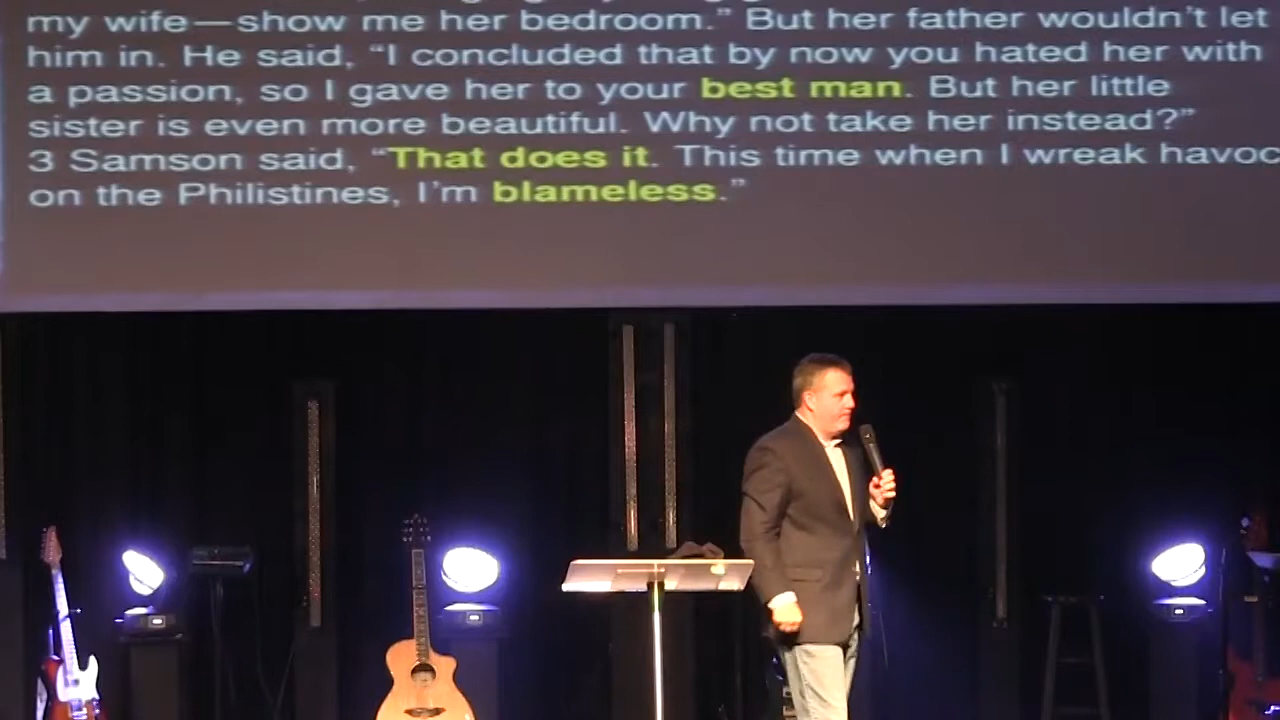 my wife—show me her bedroom.” But her father wouldn’t let
him in. He said, “I concluded that by now you hated her with
a passion, so I gave her to your best man. But her little
sister is even more beautiful. Why not take her instead?”
3 Samson said, “That does it. This time when I wreak havoc
on the Philistines, I’m blameless.”